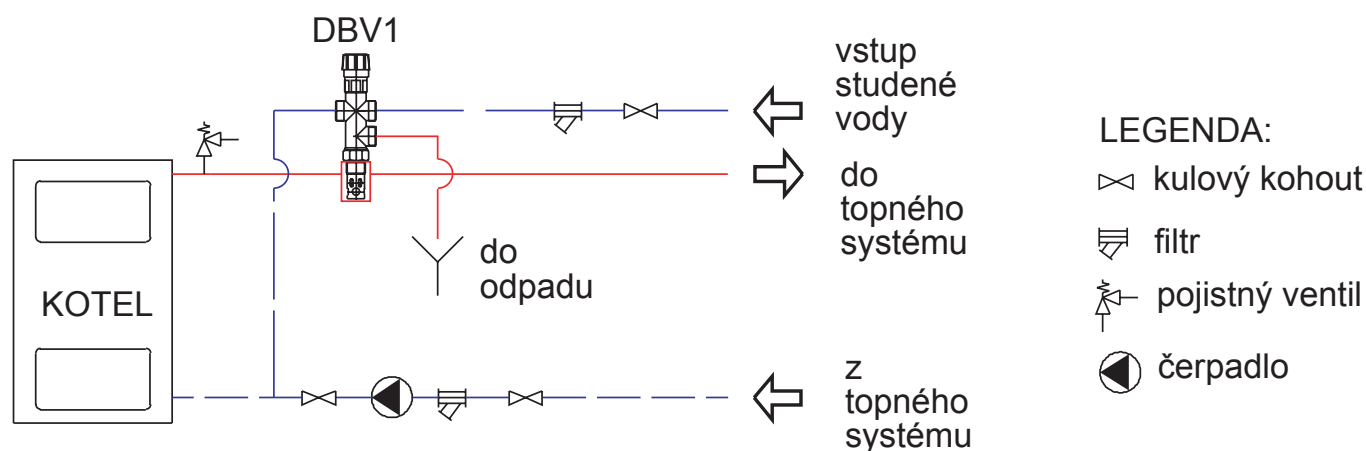 DBV1
vstup
studené
vody
do
topného
systému
do
odpadu
KOTEL
z
topného
systému
LEGENDA:
kulový kohout
filtr
pojistný ventil
čerpadlo